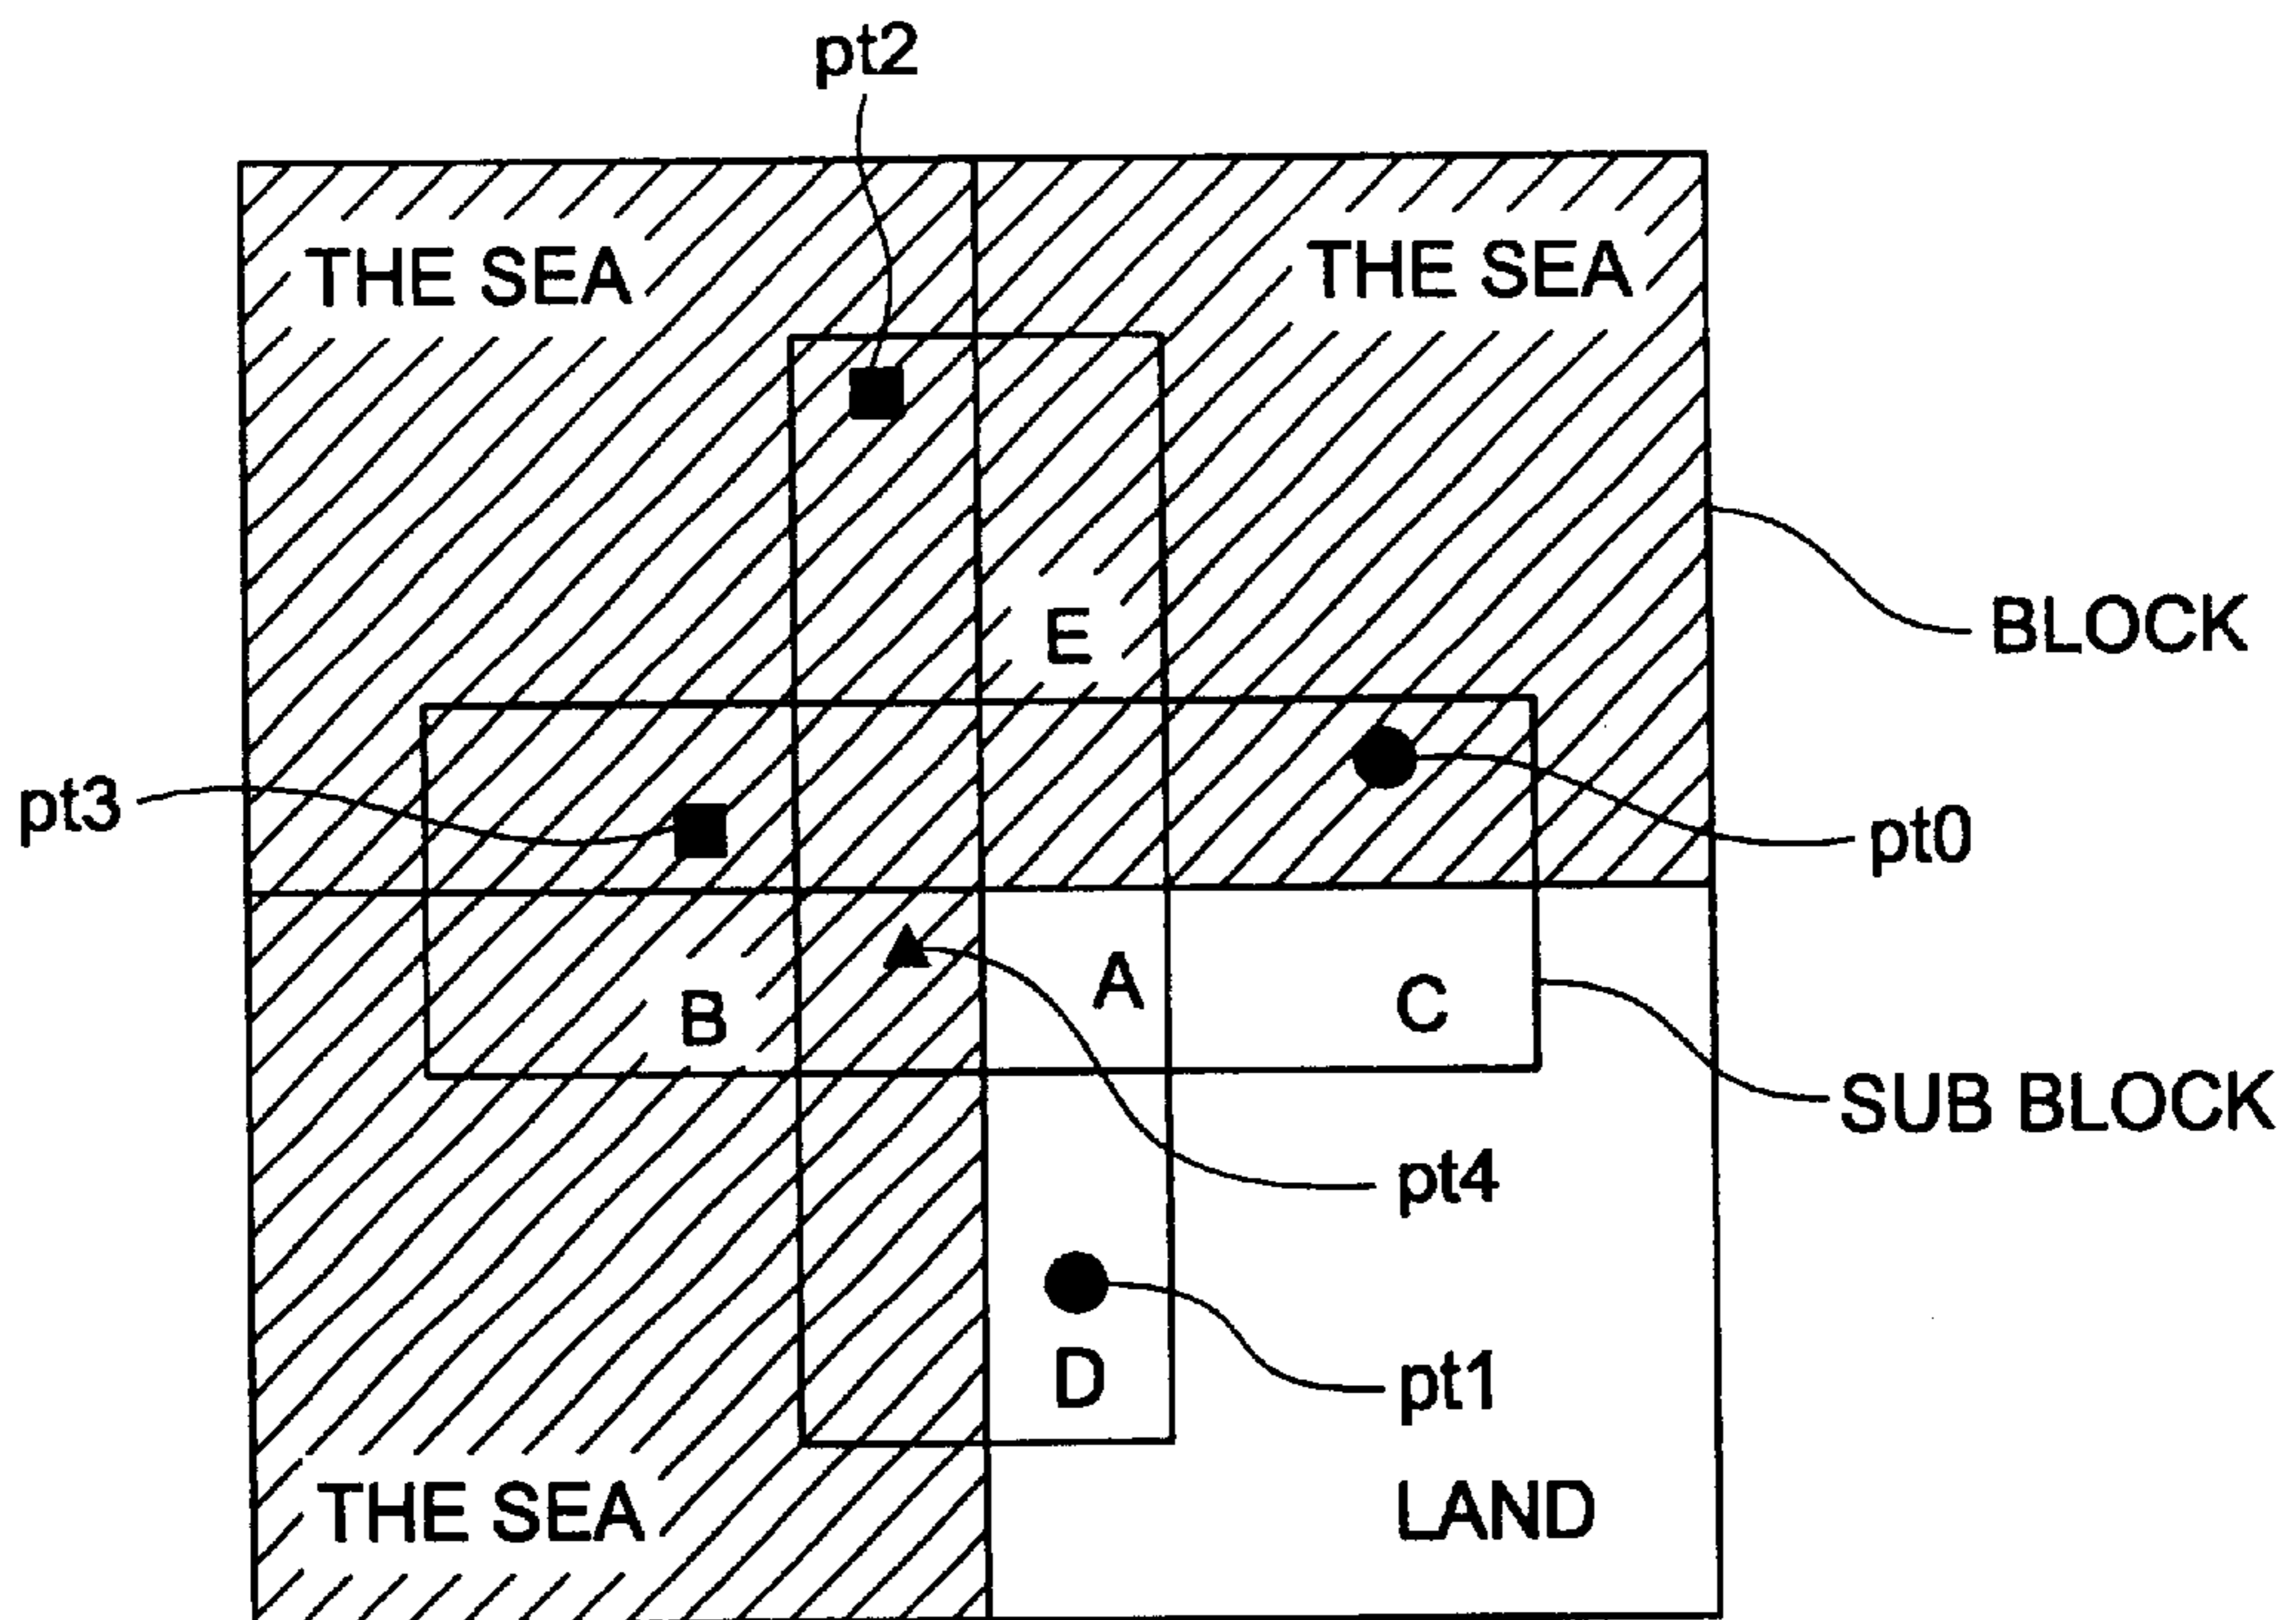 pt2
THE SEA
THE SEA
BLOCK
E
pt3
pt0
A
B
C
SUB BLOCK
pt4
D
pt1
THE SEA
LAND